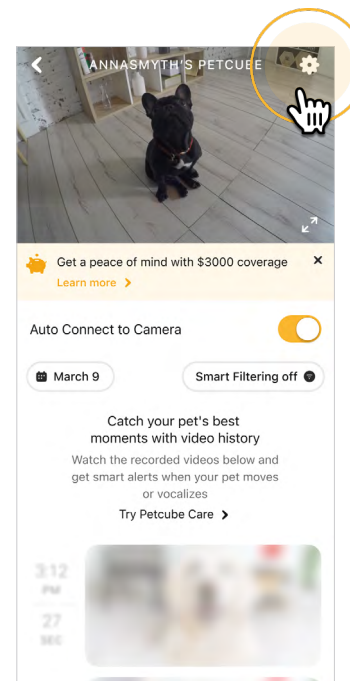 ANNASMYTH'S PETCUBE
Get a peace of mind with $3000 coverage
Learn more
Auto Connect to Camera
March 9
Smart Filtering off
Catch your pet's best
moments with video history
Watch the recorded videos below and
get smart alerts when your pet moves
or vocalizes
Try Petcube Care
3:12
PM
27
SEC